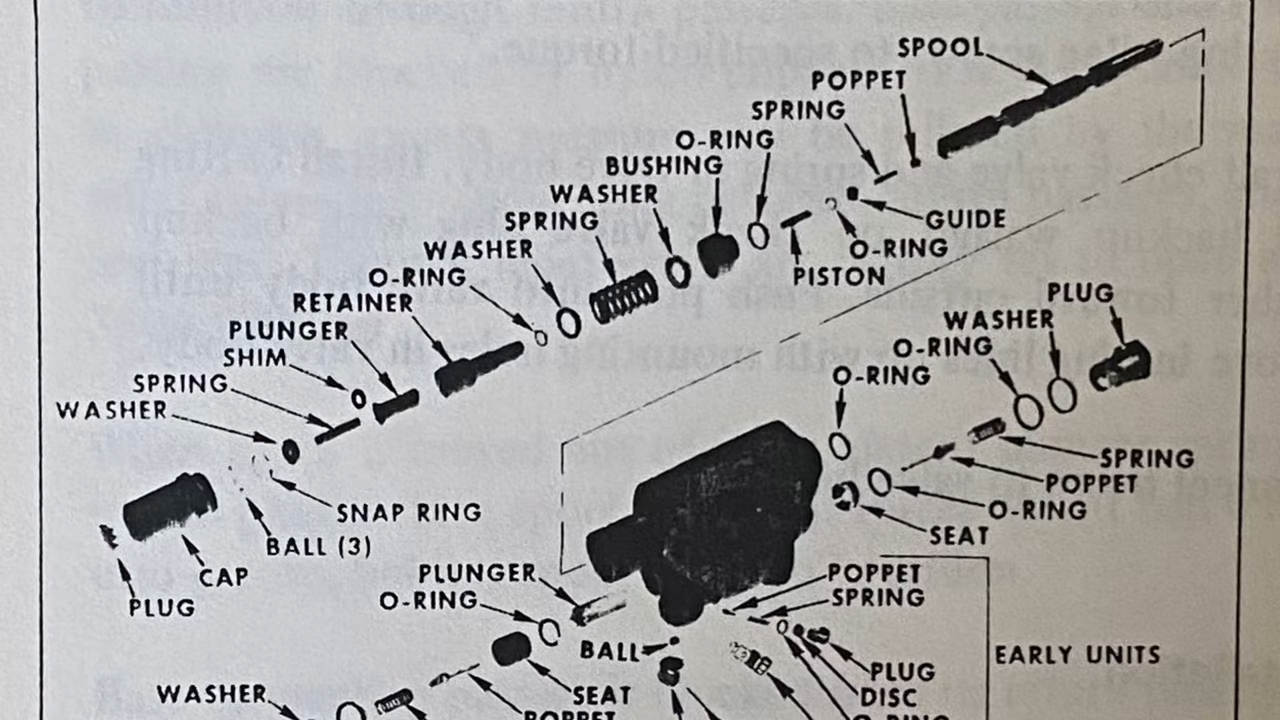 SPOOL
POPPET
SPRING
O-RING
BUSHING
WASHER
SPRING
WASHER
O-RING
RETAINER
PLUNGER
SHIM
SPRING
WASHER
GUIDE
O-RING
PISTON
PLUG
WASHER
O-RING
O-RING
SPRING
POPPET
O-RING
SEAT
SNAP RING
BALL (3)
CAP
PLUG
PLUNGER
O-RING
POPPET
SPRING
BALL
EARLY UNITS
PLUG
DISC
O-RING
WASHER
SEAT
POPPET